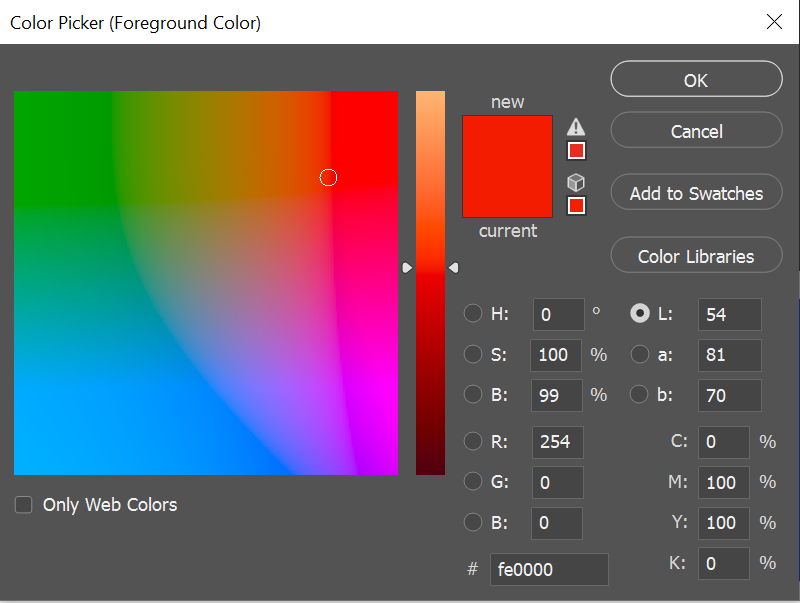 Color Picker (Foreground Color)
new
current
OK
Cancel
Add to Swatches
Color Libraries
H: 0 °
S: 100 %
B: 99 %
R: 254
G: 0
B: 0
# fe0000
L: 54
a: 81
b: 70
C: 0 %
M: 100 %
Y: 100 %
K: 0 %
Only Web Colors